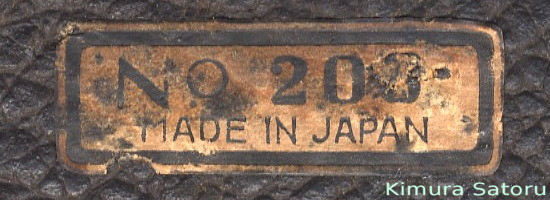 No 203
MADE IN JAPAN
Kimura Satoru